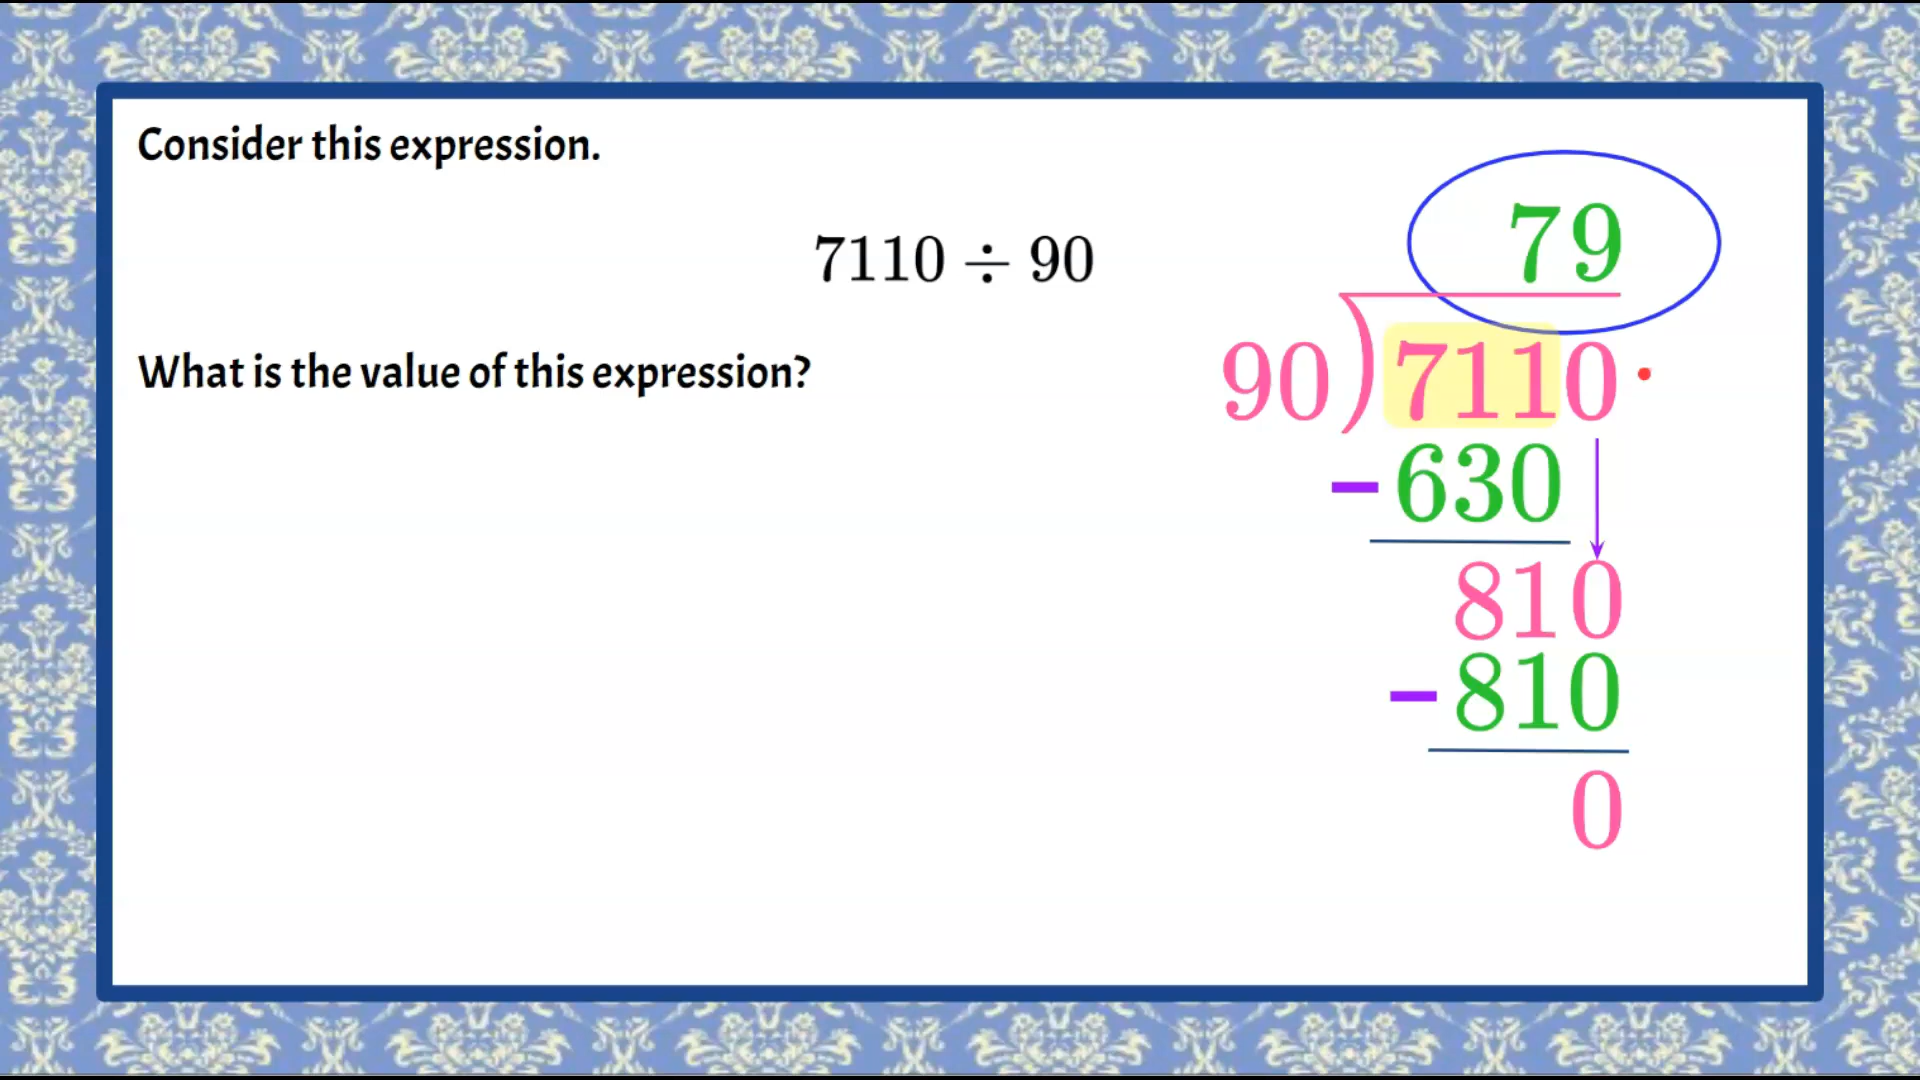 Consider this expression.
7110 ÷ 90
What is the value of this expression?
79
90)7110
-630
810
-810
0